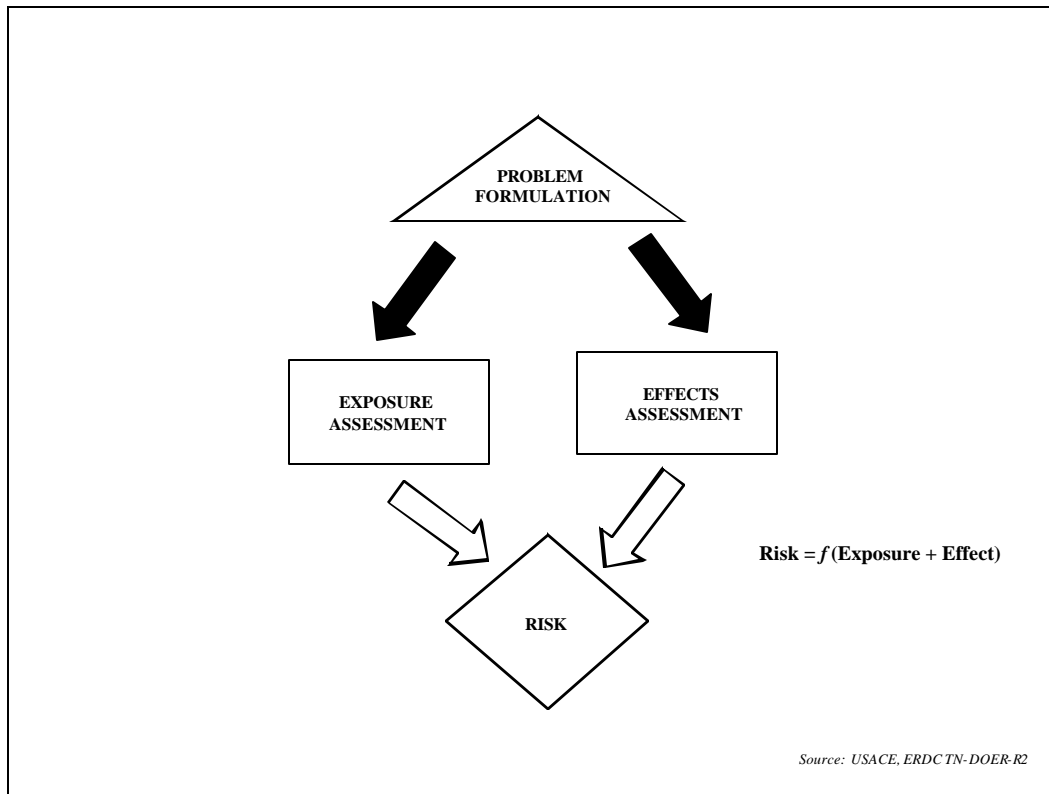 PROBLEM
FORMULATION
EXPOSURE
ASSESSMENT
EFFECTS
ASSESSMENT
Risk = f (Exposure + Effect)
RISK
Source: USACE, ERDC TN-DOER-R2